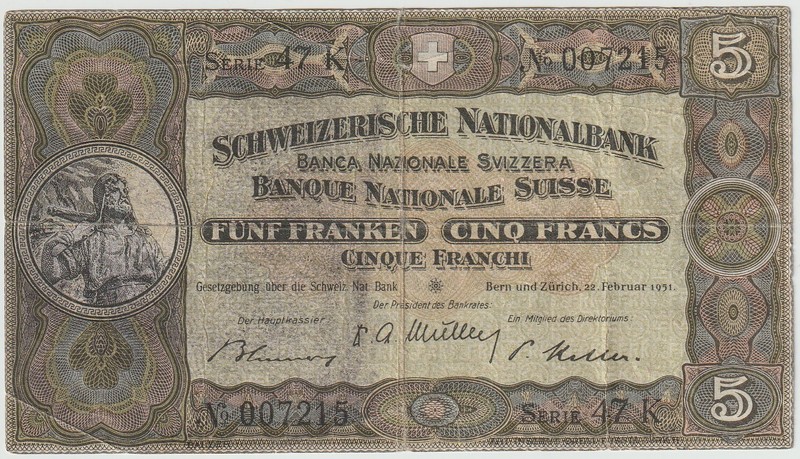 SERIE 47 K No 007215 5
SCHWEIZERISCHE NATIONALBANK
BANCA NAZIONALE SVIZZERA
BANQUE NATIONALE SUISSE
FÜNF FRANKEN CINQ FRANCS
CINQUE FRANCHI
Gesetzgebung über die Schweiz. Nat. Bank Bern und Zürich, 22. Februar 1951.
Der Präsident des Bankrates:
Der Hauptkassier Ein Mitglied des Direktoriums:
No 007215 SERIE 47 K 5
BALZER